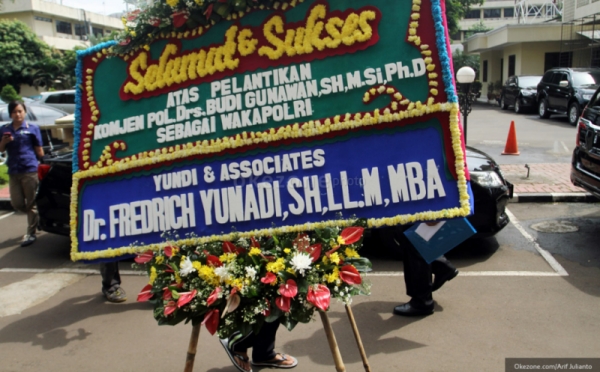 Selamat & Sukses
ATAS PELANTIKAN
KOMJEN POL Drs. BUDI GUNAWAN, SH, M.Si, Ph.D
SEBAGAI WAKAPOLRI
YUNDI & ASSOCIATES
Dr. FREDRICH YUNADI, SH, LL.M, MBA
Okezone.com/Arif Julianto